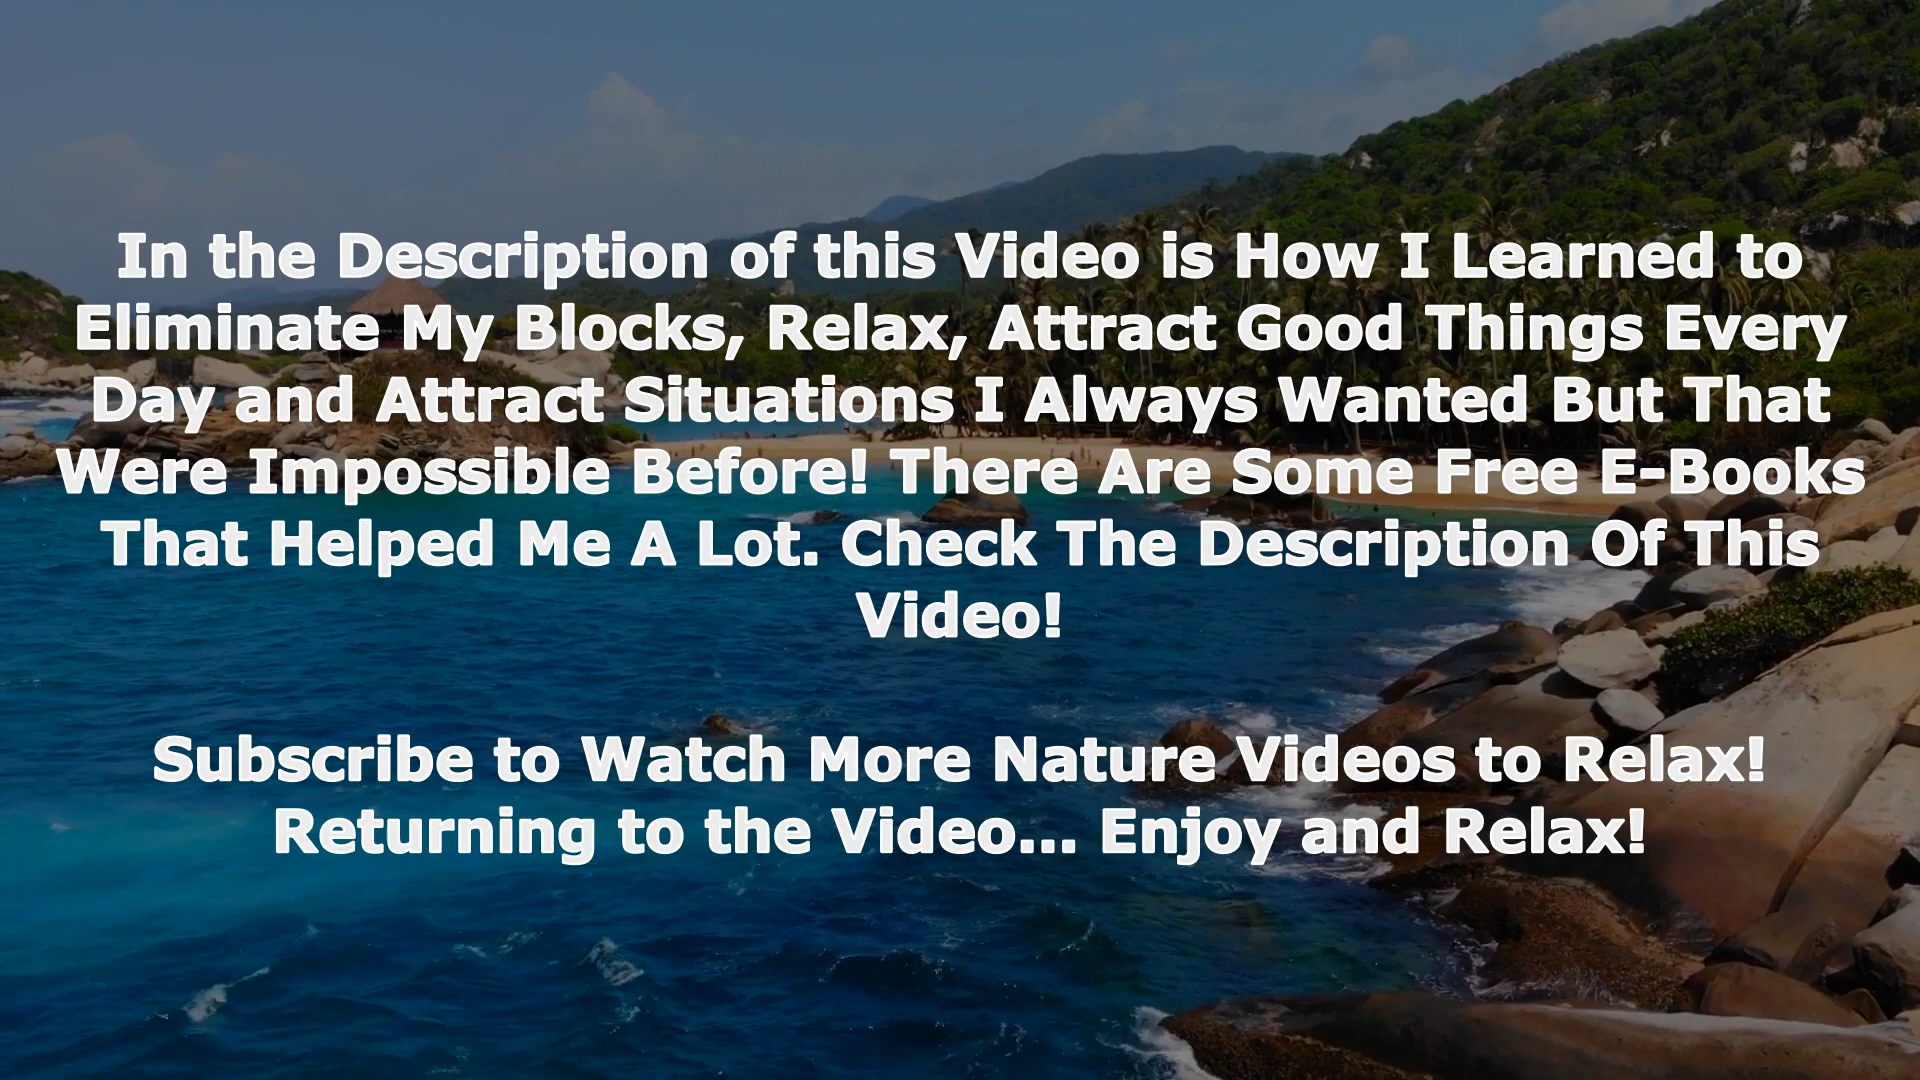 In the Description of this Video is How I Learned to
Eliminate My Blocks, Relax, Attract Good Things Every
Day and Attract Situations I Always Wanted But That
Were Impossible Before! There Are Some Free E-Books
That Helped Me A Lot. Check The Description Of This
Video!
Subscribe to Watch More Nature Videos to Relax!
Returning to the Video... Enjoy and Relax!